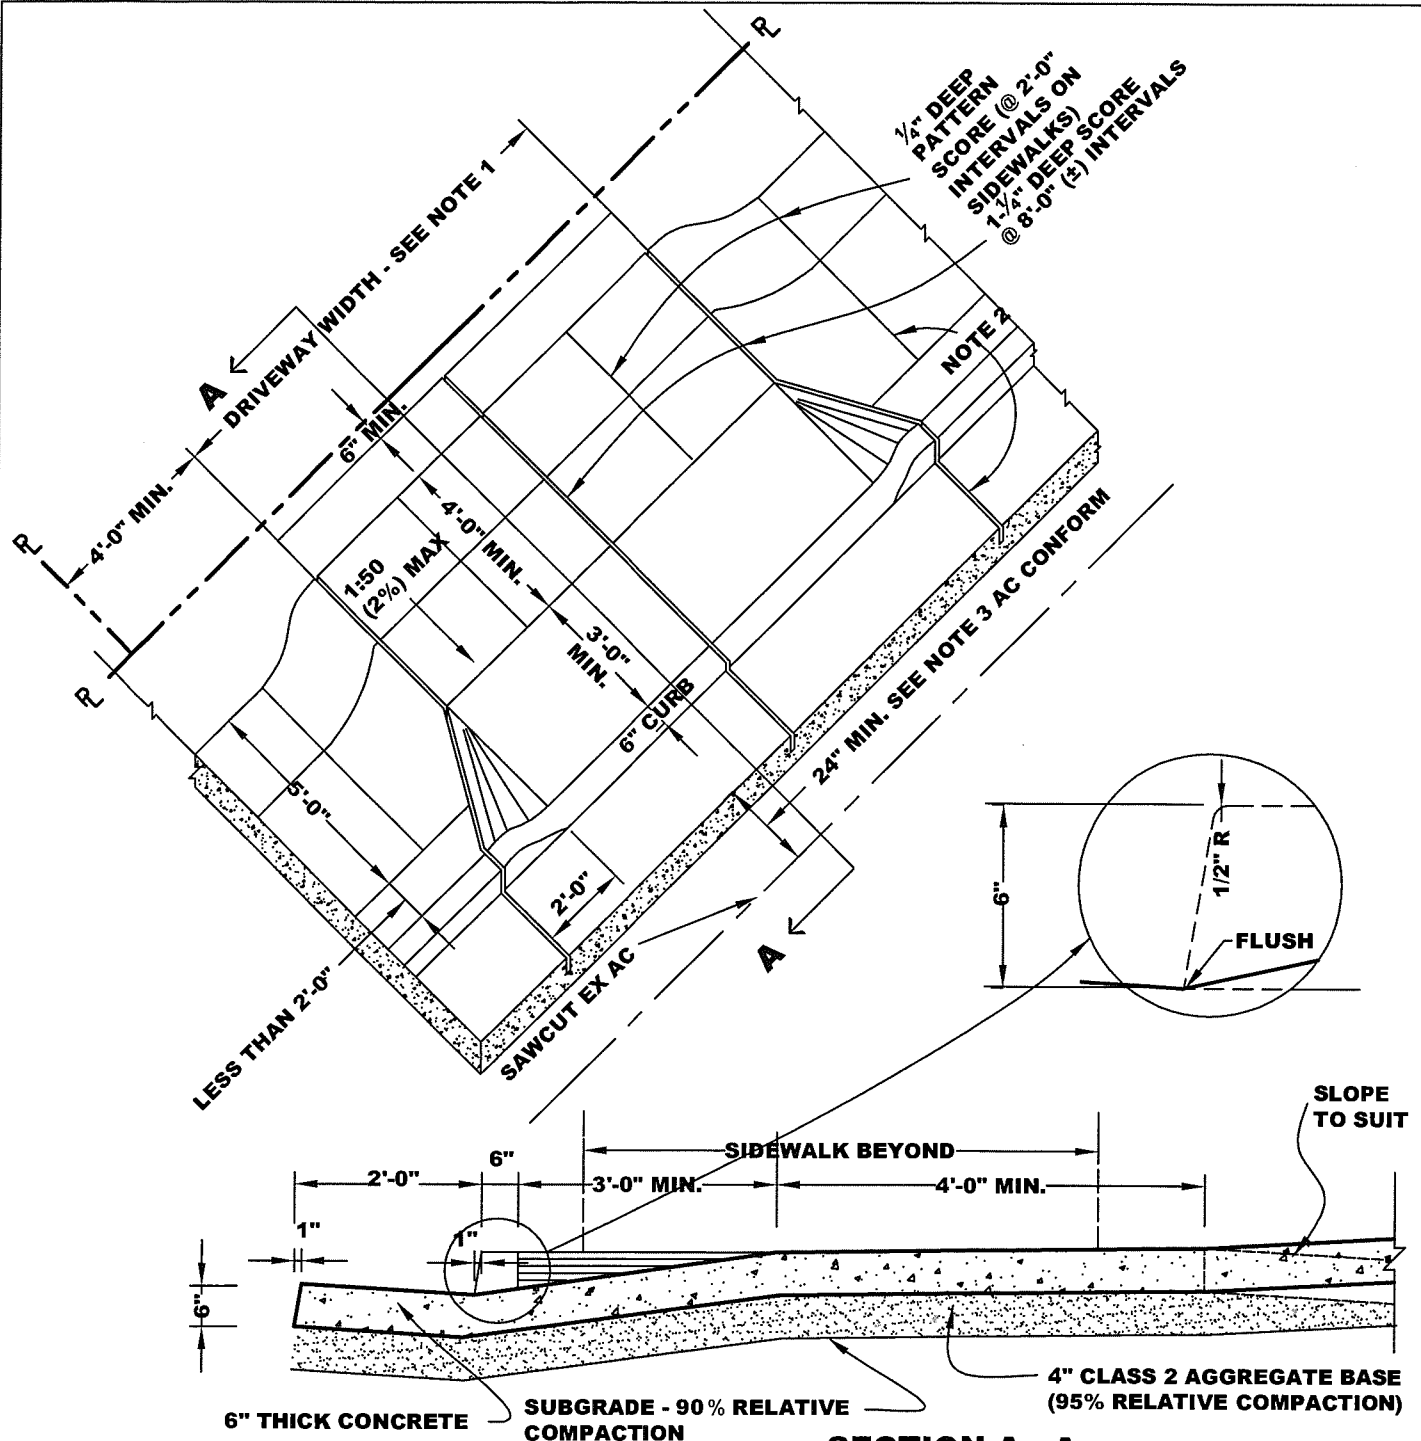 PL
1/4" DEEP
PATTERN
SCORE (@ 2'-0"
INTERVALS ON
SIDEWALKS)
1-1/4" DEEP SCORE
@ 8'-0" (±) INTERVALS
DRIVEWAY WIDTH - SEE NOTE 1
A
NOTE 2
6" MIN.
4'-0" MIN.
PL
PL
4'-0" MIN.
1:50
(2%) MAX
3'-0"
MIN.
6" CURB
24" MIN. SEE NOTE 3 AC CONFORM
5'-0"
2'-0"
A
LESS THAN 2'-0"
SAWCUT EX AC
6"
1/2" R
FLUSH
SLOPE
TO SUIT
SIDEWALK BEYOND
2'-0"
6"
3'-0" MIN.
4'-0" MIN.
1"
1"
6"
6" THICK CONCRETE
SUBGRADE - 90% RELATIVE
COMPACTION
4" CLASS 2 AGGREGATE BASE
(95% RELATIVE COMPACTION)
SECTION A-A